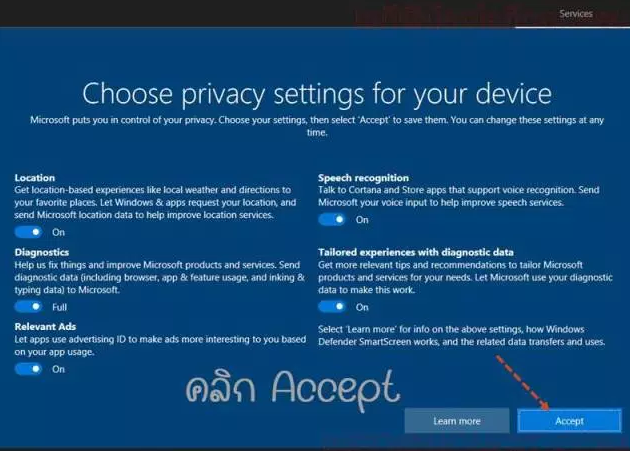 Services
Choose privacy settings for your device
Microsoft puts you in control of your privacy. Choose your settings, then select 'Accept' to save them. You can change these settings at any
time.
Location
Get location-based experiences like local weather and directions to
your favorite places. Let Windows & apps request your location, and
send Microsoft location data to help improve location services.
On
Diagnostics
Help us fix things and improve Microsoft products and services. Send
diagnostic data (including browser, app & feature usage, and inking &
typing data) to Microsoft.
Full
Relevant Ads
Let apps use advertising ID to make ads more interesting to you based
on your app usage.
On
Speech recognition
Talk to Cortana and Store apps that support voice recognition. Send
Microsoft your voice input to help improve speech services.
On
Tailored experiences with diagnostic data
Get more relevant tips and recommendations to tailor Microsoft
products and services for your needs. Let Microsoft use your diagnostic
data to make this work.
On
Select 'Learn more' for info on the above settings, how Windows
Defender SmartScreen works, and the related data transfers and uses.
คลิก Accept
Learn more
Accept